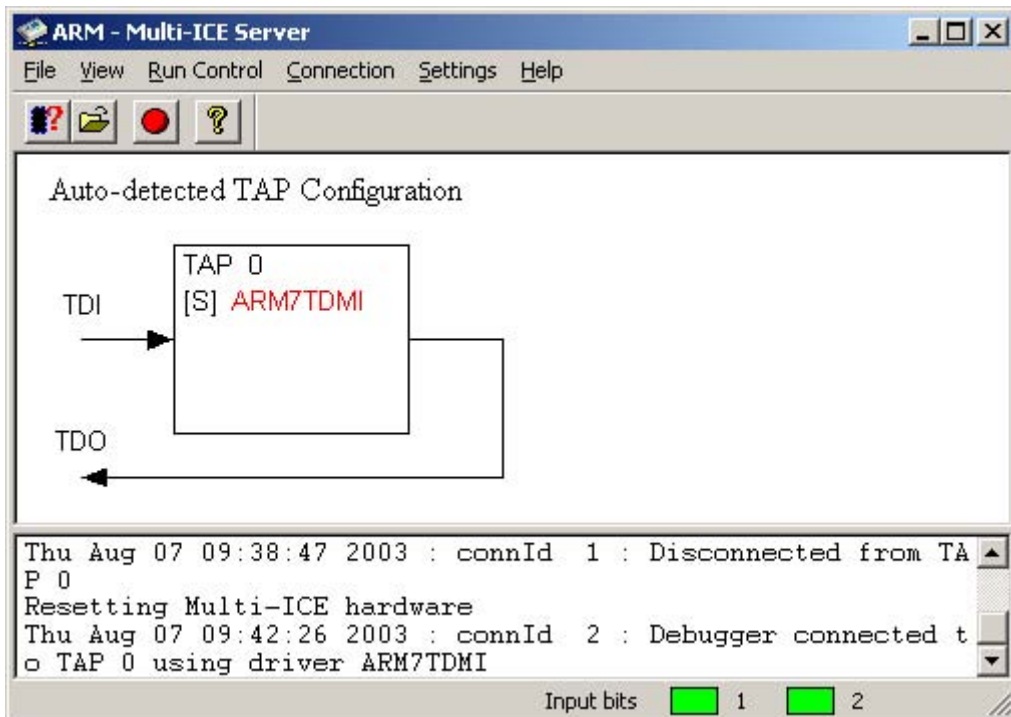 ARM - Multi-ICE Server
File View Run Control Connection Settings Help
Auto-detected TAP Configuration
TAP 0
TDI
[S] ARM7TDMI
TDO
Thu Aug 07 09:38:47 2003 : connId 1 : Disconnected from TA
P 0
Resetting Multi-ICE hardware
Thu Aug 07 09:42:26 2003 : connId 2 : Debugger connected t
o TAP 0 using driver ARM7TDMI
Input bits 1 2